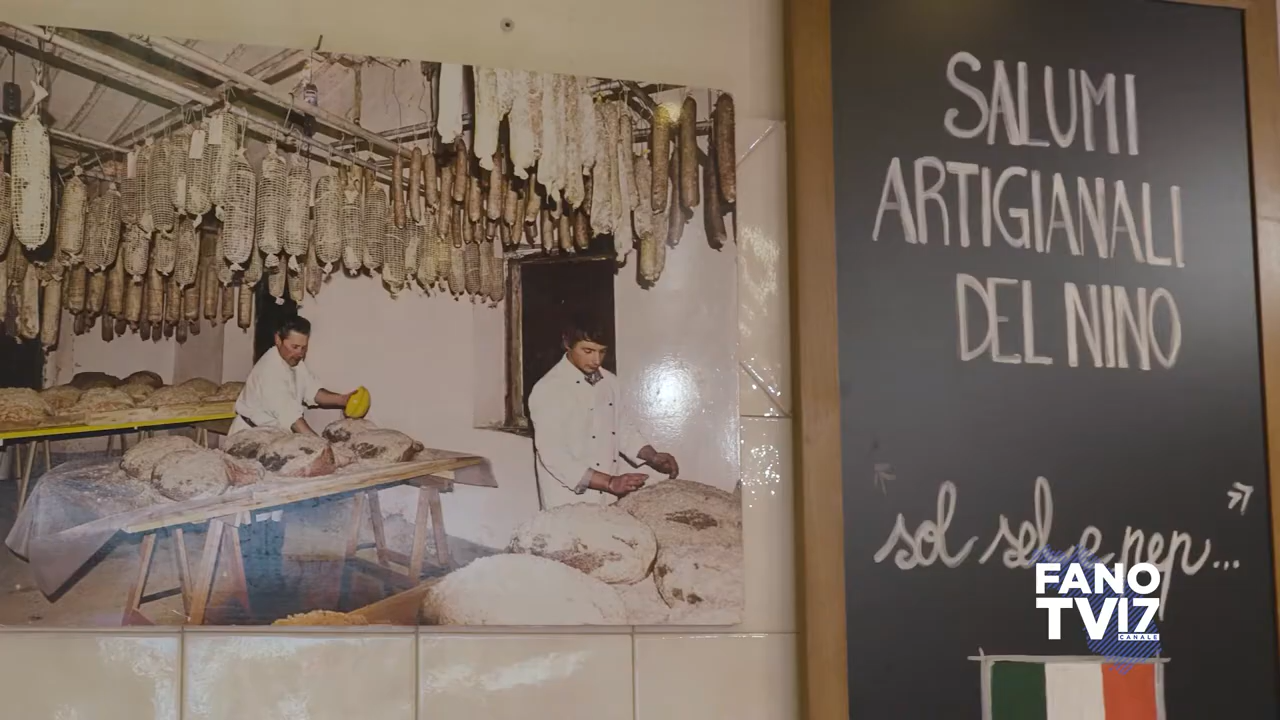 SALUMI
ARTIGIANALI
DEL NINO
sol sel e pep...
FANO
TV17
CANALE